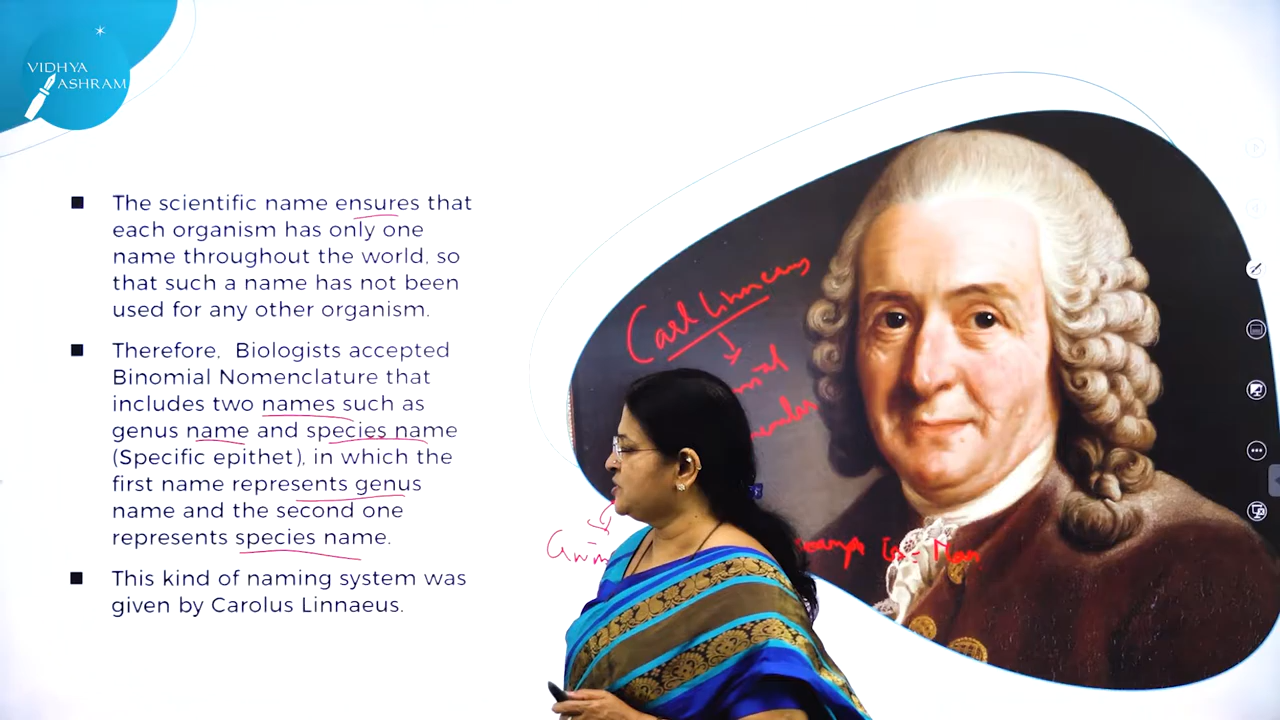 VIDHYA
ASHRAM
The scientific name ensures that
each organism has only one
name throughout the world, so
that such a name has not been
used for any other organism.
Therefore, Biologists accepted
Binomial Nomenclature that
includes two names such as
genus name and species name
(Specific epithet), in which the
first name represents genus
name and the second one
represents species name.
This kind of naming system was
given by Carolus Linnaeus.
Carl Linnaeus